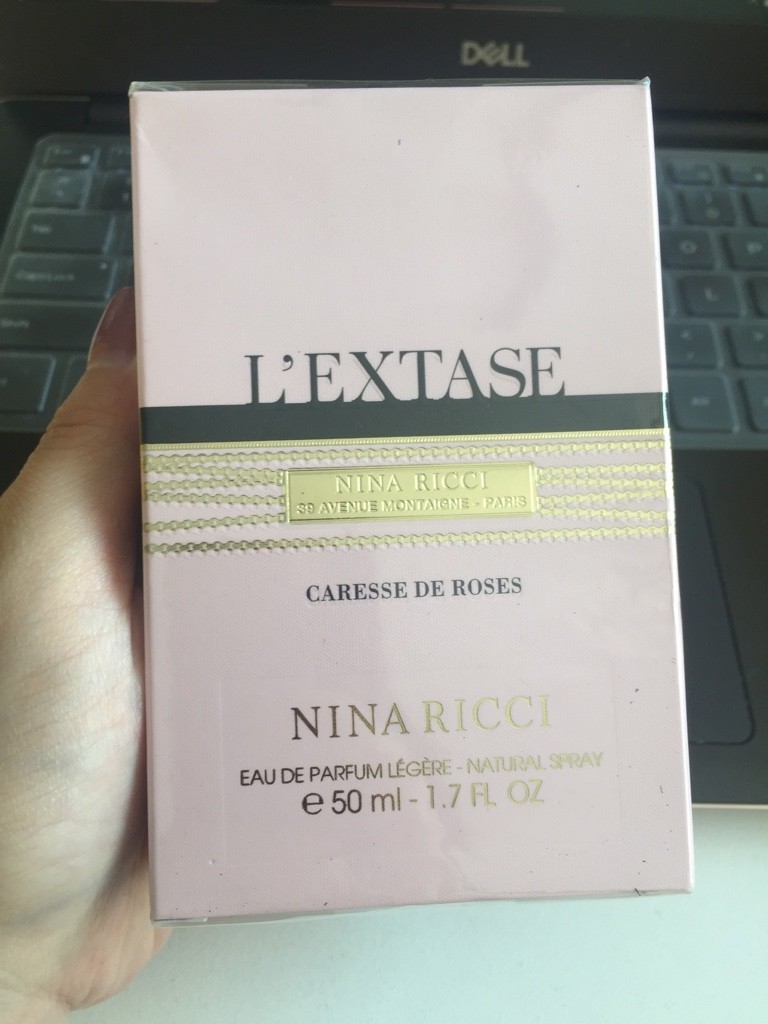 DELL
L'EXTASE
NINA RICCI
39 AVENUE MONTAIGNE - PARIS
CARESSE DE ROSES
NINA RICCI
EAU DE PARFUM LÉGÈRE - NATURAL SPRAY
e 50 ml - 1.7 FL OZ